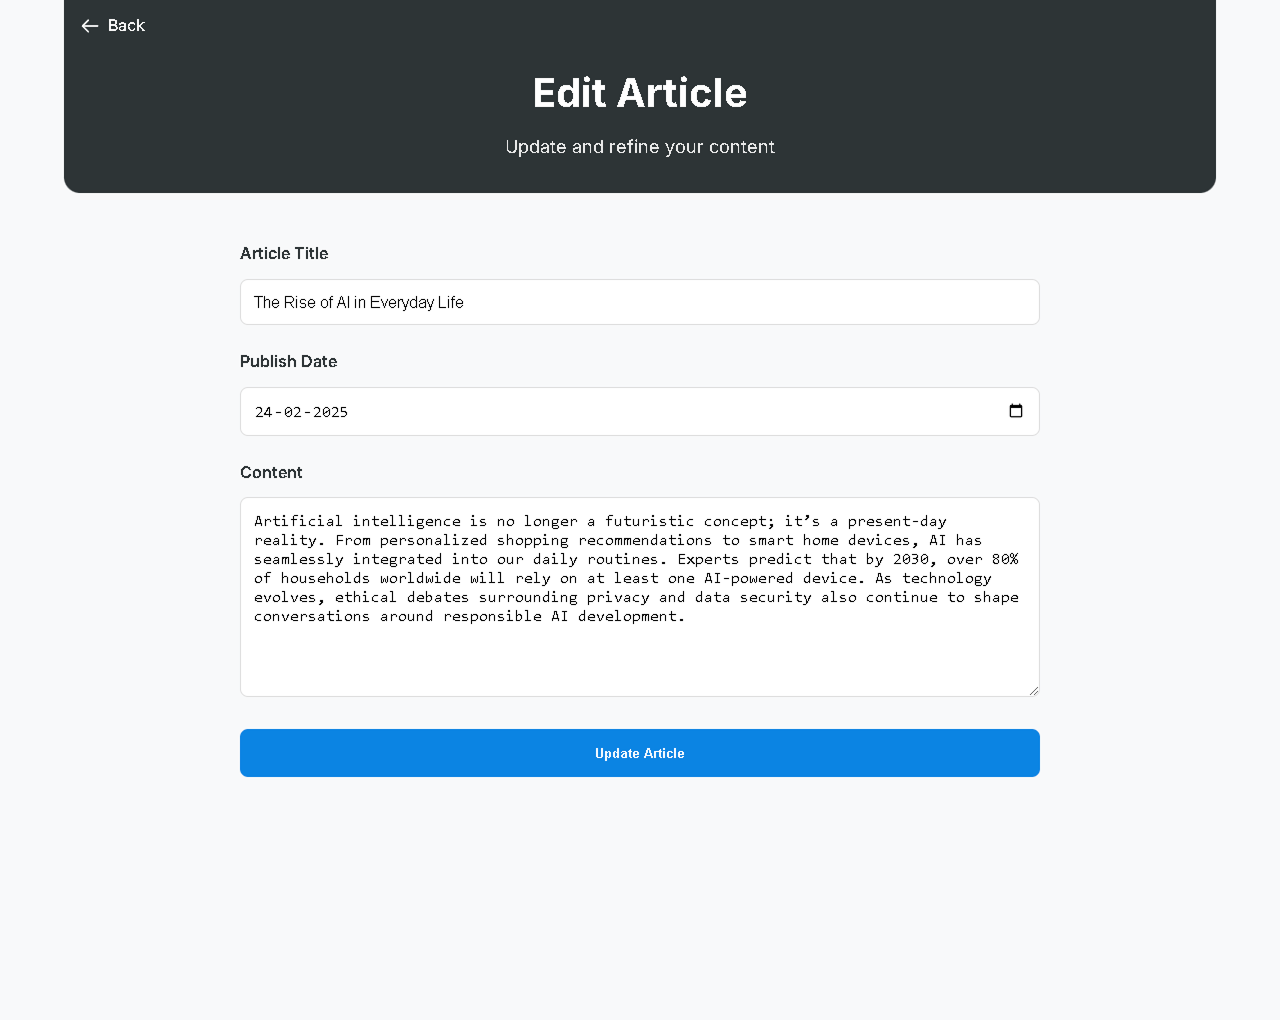 Back
Edit Article
Update and refine your content
Article Title
The Rise of AI in Everyday Life
Publish Date
24-02-2025
Content
Artificial intelligence is no longer a futuristic concept; it’s a present-day
reality. From personalized shopping recommendations to smart home devices, AI has
seamlessly integrated into our daily routines. Experts predict that by 2030, over 80%
of households worldwide will rely on at least one AI-powered device. As technology
evolves, ethical debates surrounding privacy and data security also continue to shape
conversations around responsible AI development.
Update Article